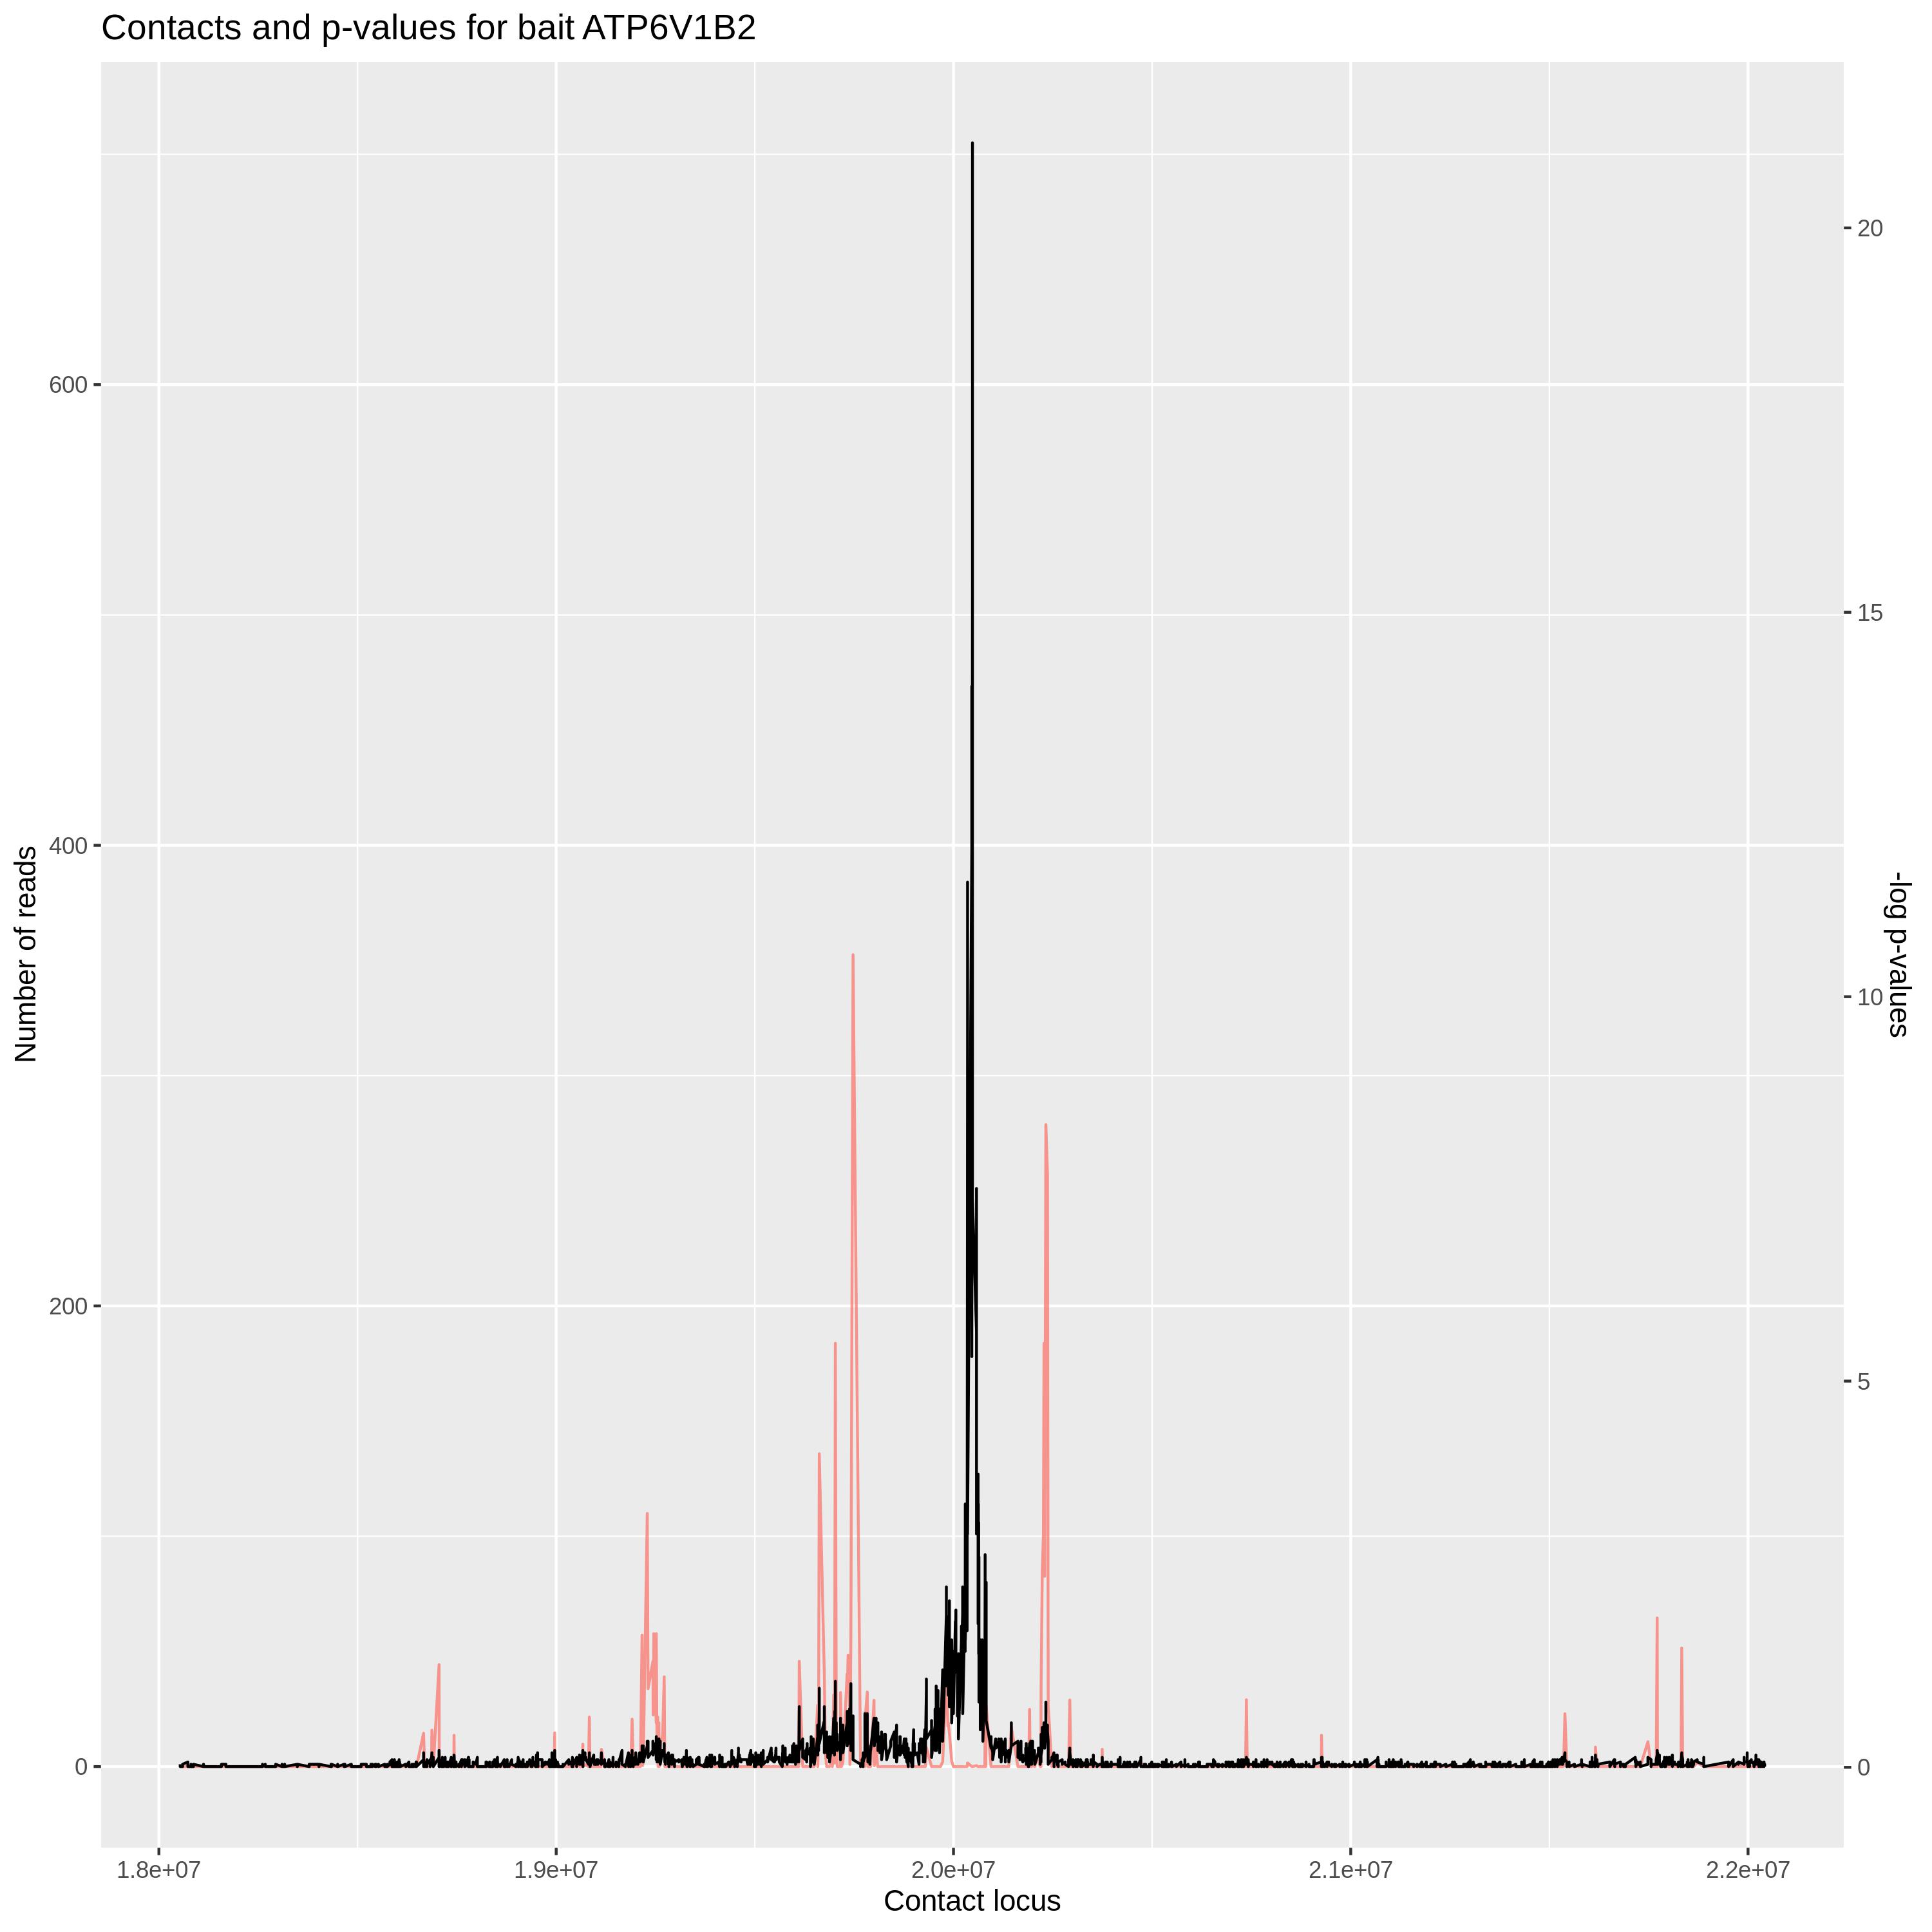 Contacts and p-values for bait ATP6V1B2
Number of reads
600
400
200
0
20
15
10
5
0
-log p-values
1.8e+07
1.9e+07
2.0e+07
2.1e+07
2.2e+07
Contact locus